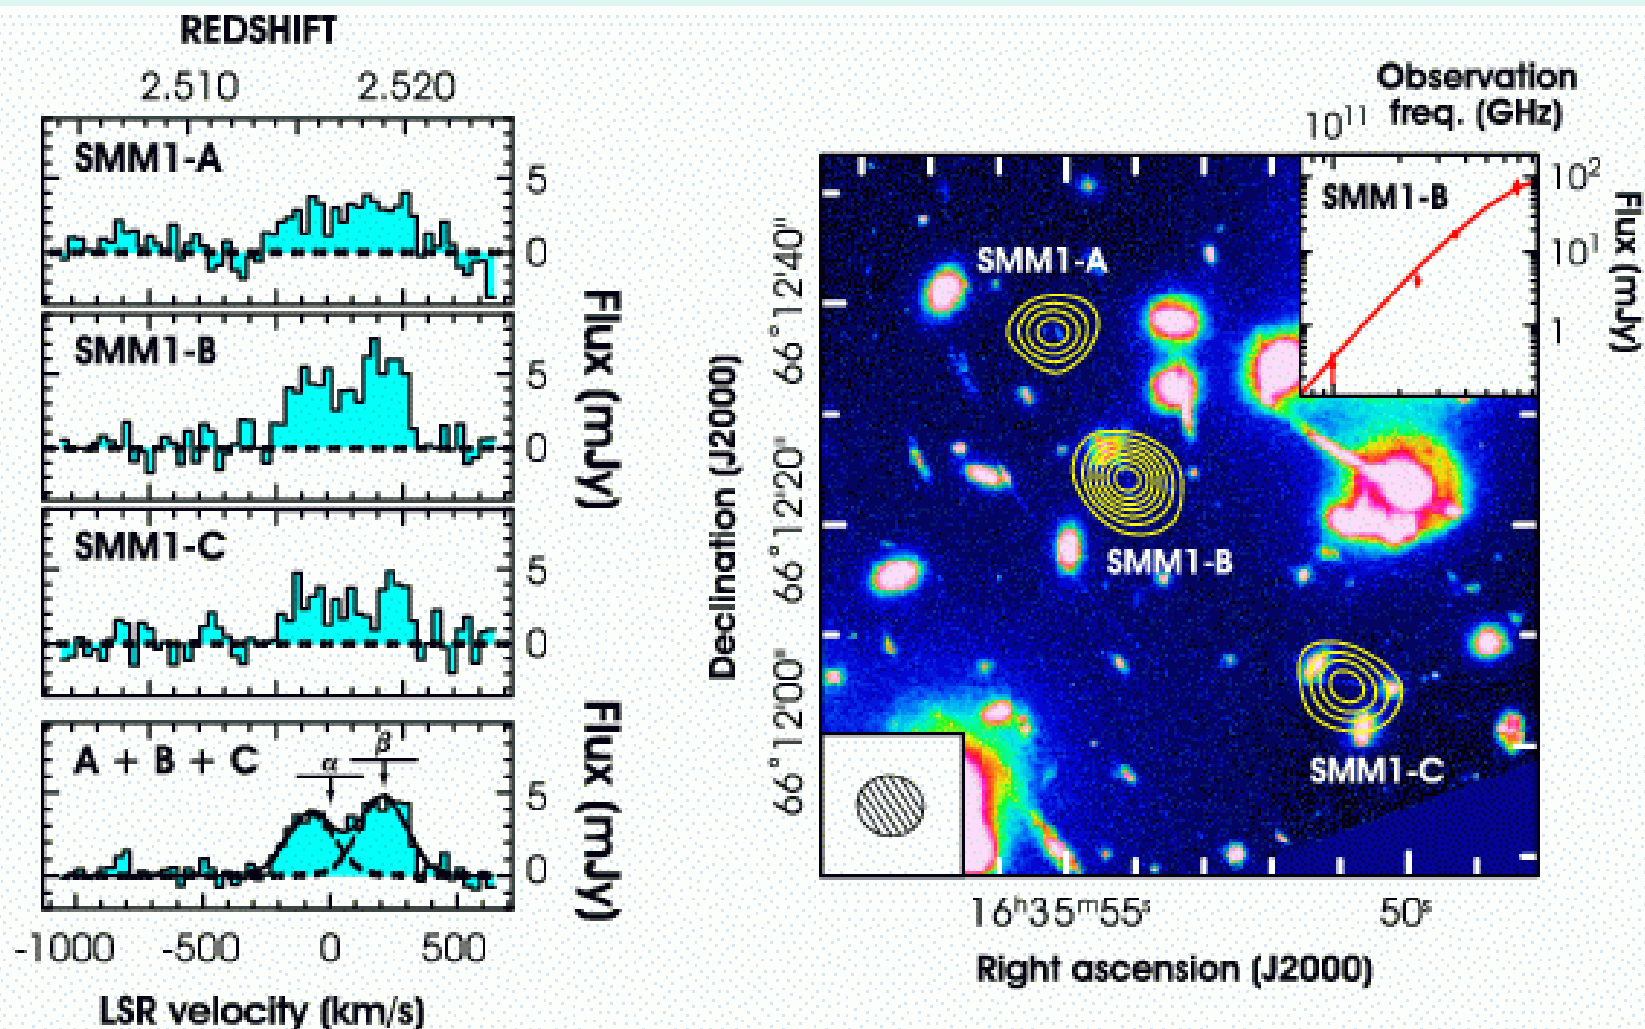 REDSHIFT
2.510 2.520
SMM1-A
5
0
SMM1-B
5
0
SMM1-C
5
0
Flux (mJy)
A + B + C
α
β
5
0
Flux (mJy)
-1000 -500 0 500
LSR velocity (km/s)
Observation
freq. (GHz)
10¹¹
SMM1-B
10²
10¹
1
Flux (mJy)
SMM1-A
SMM1-B
SMM1-C
Declination (J2000)
66°12'40"
66°12'20"
66°12'00"
16ʰ35ᵐ55ˢ 50ˢ
Right ascension (J2000)